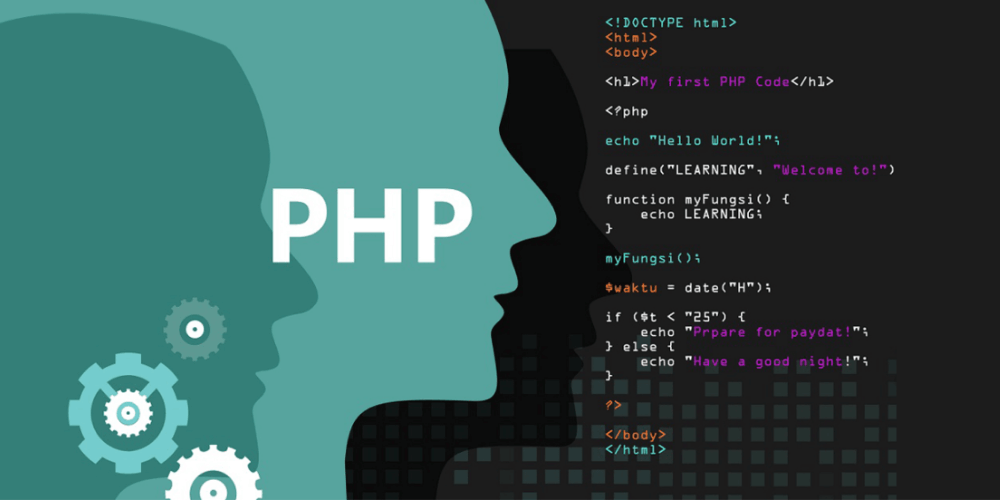 PHP
<!DOCTYPE html>
<html>
<body>
<h1>My first PHP Code</h1>
<?php
echo "Hello World!";
define("LEARNING", "Welcome to!")
function myFungsi() {
    echo LEARNING;
}
myFungsi();
$waktu = date("H");
if ($t < "25") {
    echo "Prpare for paydat!";
} else {
    echo "Have a good night!";
}
?>
</body>
</html>